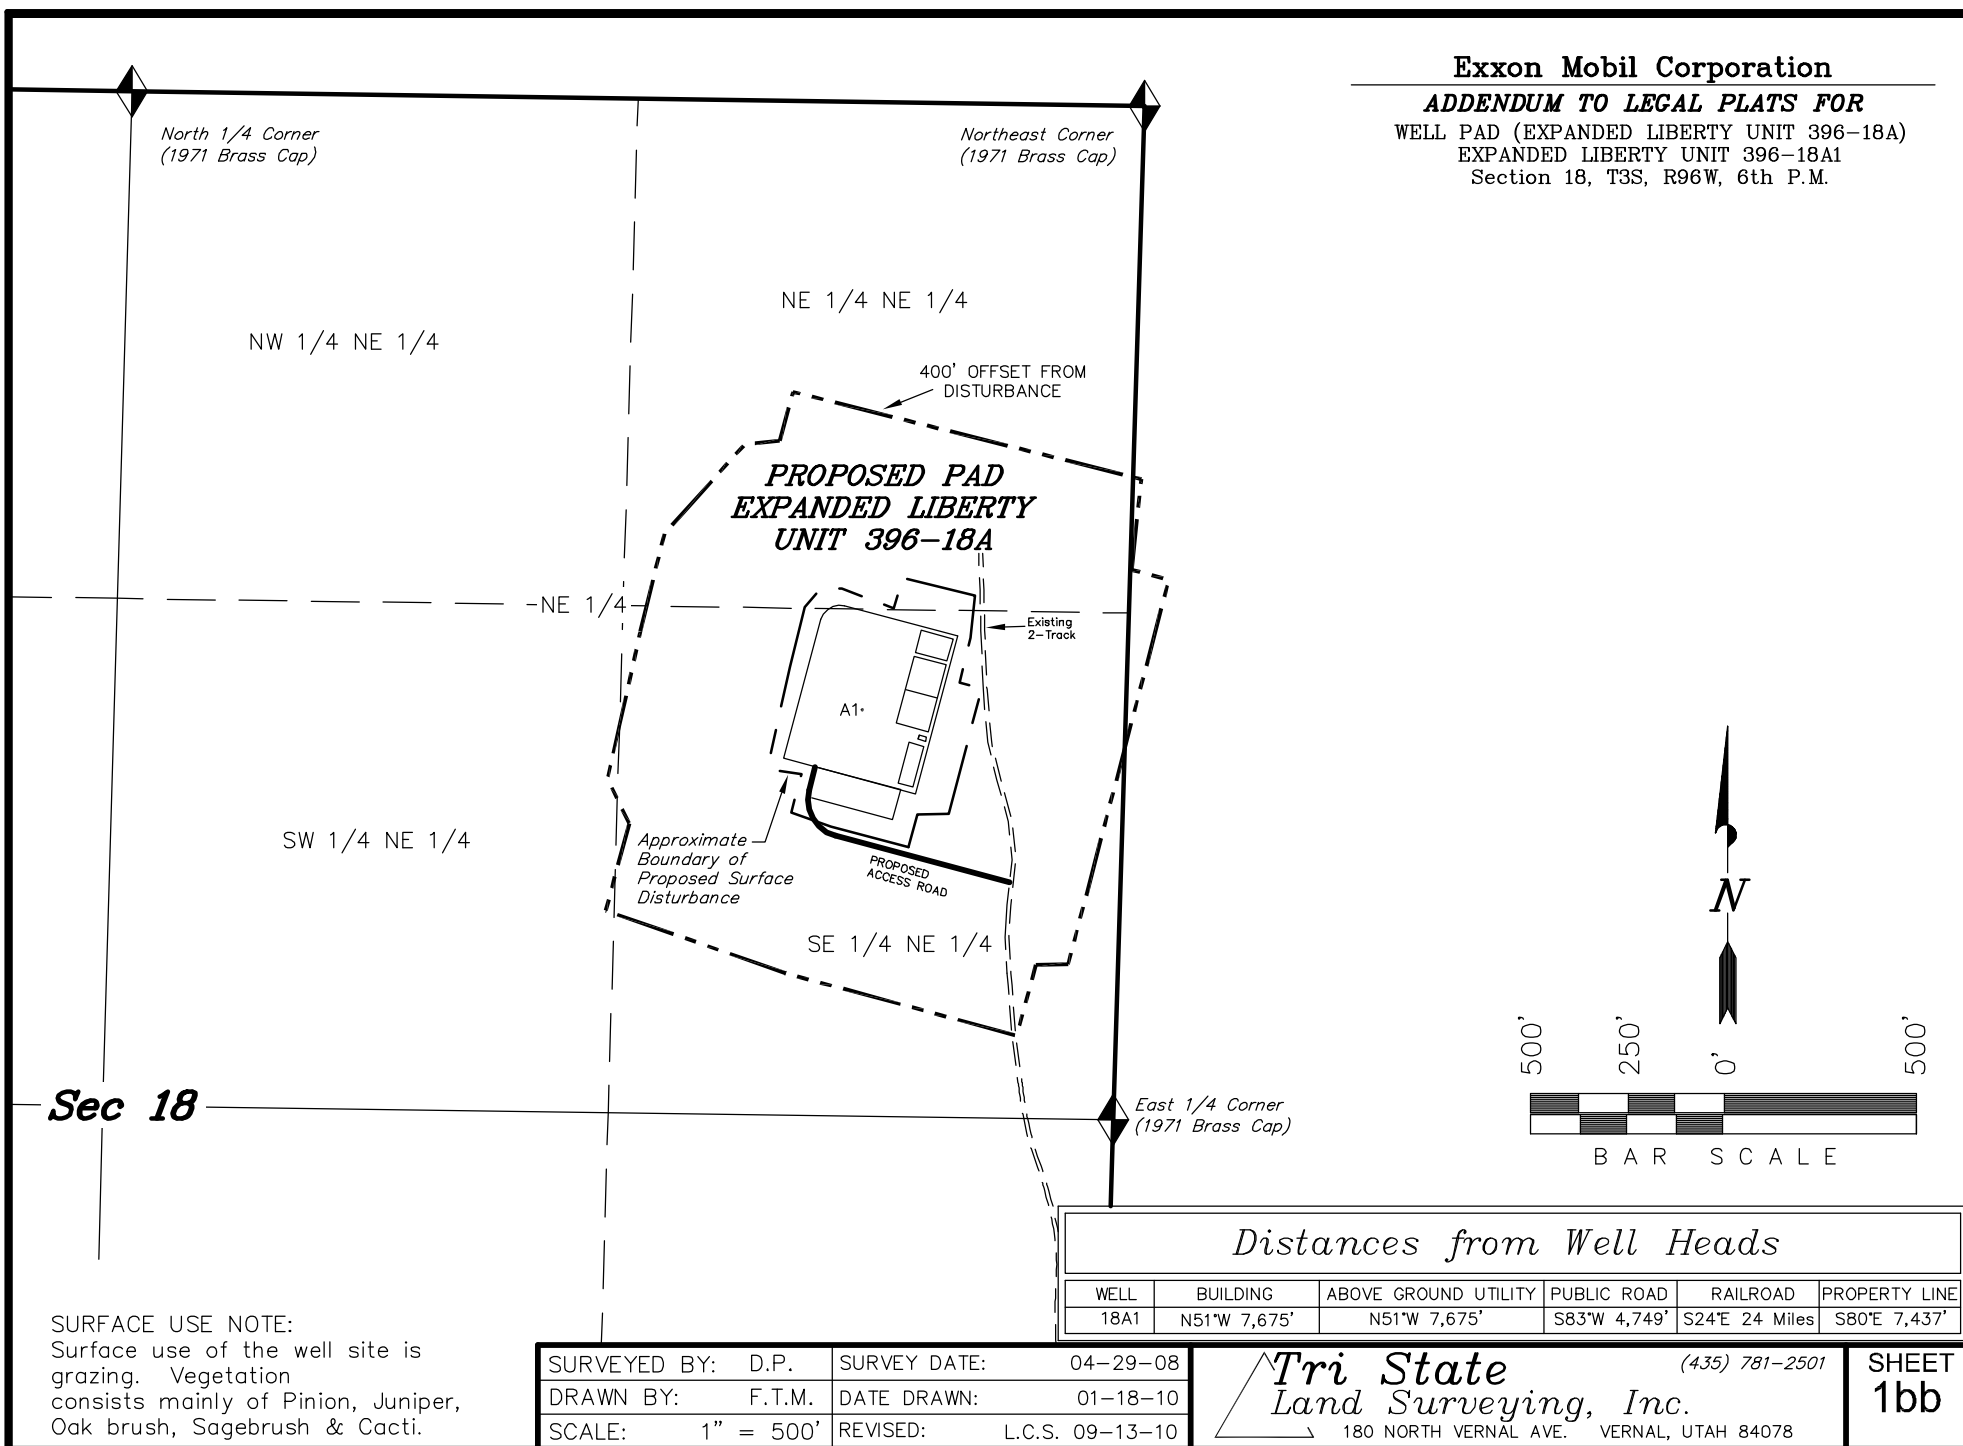 Exxon Mobil Corporation
ADDENDUM TO LEGAL PLATS FOR
WELL PAD (EXPANDED LIBERTY UNIT 396-18A)
EXPANDED LIBERTY UNIT 396-18A1
Section 18, T3S, R96W, 6th P.M.
North 1/4 Corner
(1971 Brass Cap)
Northeast Corner
(1971 Brass Cap)
NE 1/4 NE 1/4
NW 1/4 NE 1/4
400' OFFSET FROM
DISTURBANCE
PROPOSED PAD
EXPANDED LIBERTY
UNIT 396-18A
NE 1/4
Existing
2-Track
A1
SW 1/4 NE 1/4
Approximate
Boundary of
Proposed Surface
Disturbance
PROPOSED
ACCESS ROAD
SE 1/4 NE 1/4
N
500' 250' 0' 500'
BAR SCALE
Sec 18
East 1/4 Corner
(1971 Brass Cap)
Distances from Well Heads
WELL BUILDING ABOVE GROUND UTILITY PUBLIC ROAD RAILROAD PROPERTY LINE
18A1 N51°W 7,675' N51°W 7,675' S83°W 4,749' S24°E 24 Miles S80°E 7,437'
SURFACE USE NOTE:
Surface use of the well site is
grazing. Vegetation
consists mainly of Pinion, Juniper,
Oak brush, Sagebrush & Cacti.
SURVEYED BY: D.P. SURVEY DATE: 04-29-08
DRAWN BY: F.T.M. DATE DRAWN: 01-18-10
SCALE: 1" = 500' REVISED: L.C.S. 09-13-10
Tri State (435) 781-2501
Land Surveying, Inc.
180 NORTH VERNAL AVE. VERNAL, UTAH 84078
SHEET
1bb